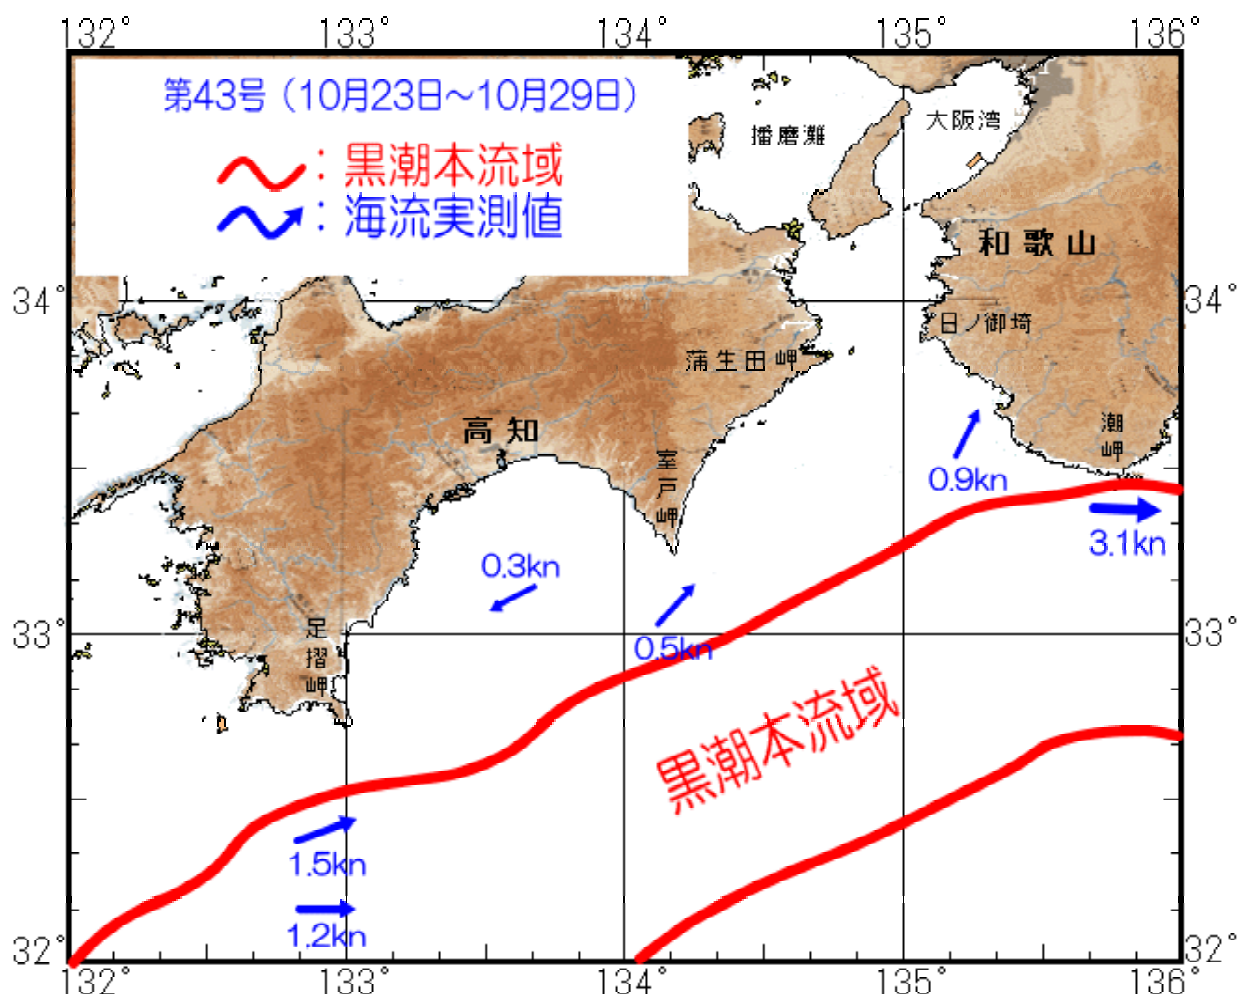 132° 133° 134° 135° 136°
第43号（10月23日～10月29日）
：黒潮本流域
：海流実測値
播磨灘
大阪湾
和歌山
34° 34°
日ノ御埼
蒲生田岬
潮岬
高知
室戸岬
0.9kn
3.1kn
0.3kn
33° 33°
0.5kn
足摺岬
黒潮本流域
1.5kn
1.2kn
32° 32°
132° 133° 134° 135° 136°